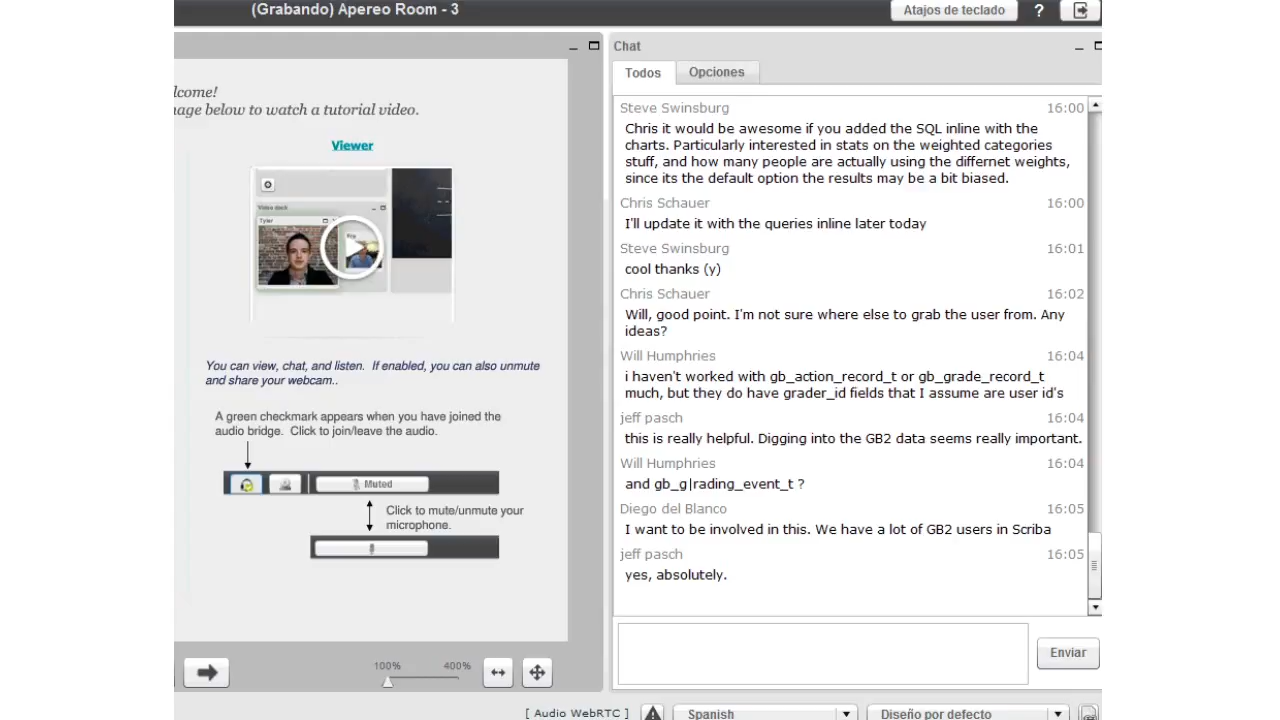 (Grabando) Apereo Room - 3
Atajos de teclado
?
lcome!
nage below to watch a tutorial video.
Viewer
Video dock
Tyler
You can view, chat, and listen. If enabled, you can also unmute
and share your webcam..
A green checkmark appears when you have joined the
audio bridge. Click to join/leave the audio.
Muted
Click to mute/unmute your
microphone.
100%
400%
Chat
Todos
Opciones
Steve Swinsburg 16:00
Chris it would be awesome if you added the SQL inline with the
charts. Particularly interested in stats on the weighted categories
stuff, and how many people are actually using the differnet weights,
since its the default option the results may be a bit biased.
Chris Schauer 16:00
I'll update it with the queries inline later today
Steve Swinsburg 16:01
cool thanks (y)
Chris Schauer 16:02
Will, good point. I'm not sure where else to grab the user from. Any
ideas?
Will Humphries 16:04
i haven't worked with gb_action_record_t or gb_grade_record_t
much, but they do have grader_id fields that I assume are user id's
jeff pasch 16:04
this is really helpful. Digging into the GB2 data seems really important.
Will Humphries 16:04
and gb_g|rading_event_t ?
Diego del Blanco 16:05
I want to be involved in this. We have a lot of GB2 users in Scriba
jeff pasch 16:05
yes, absolutely.
Enviar
[ Audio WebRTC ]
Spanish
Diseño por defecto